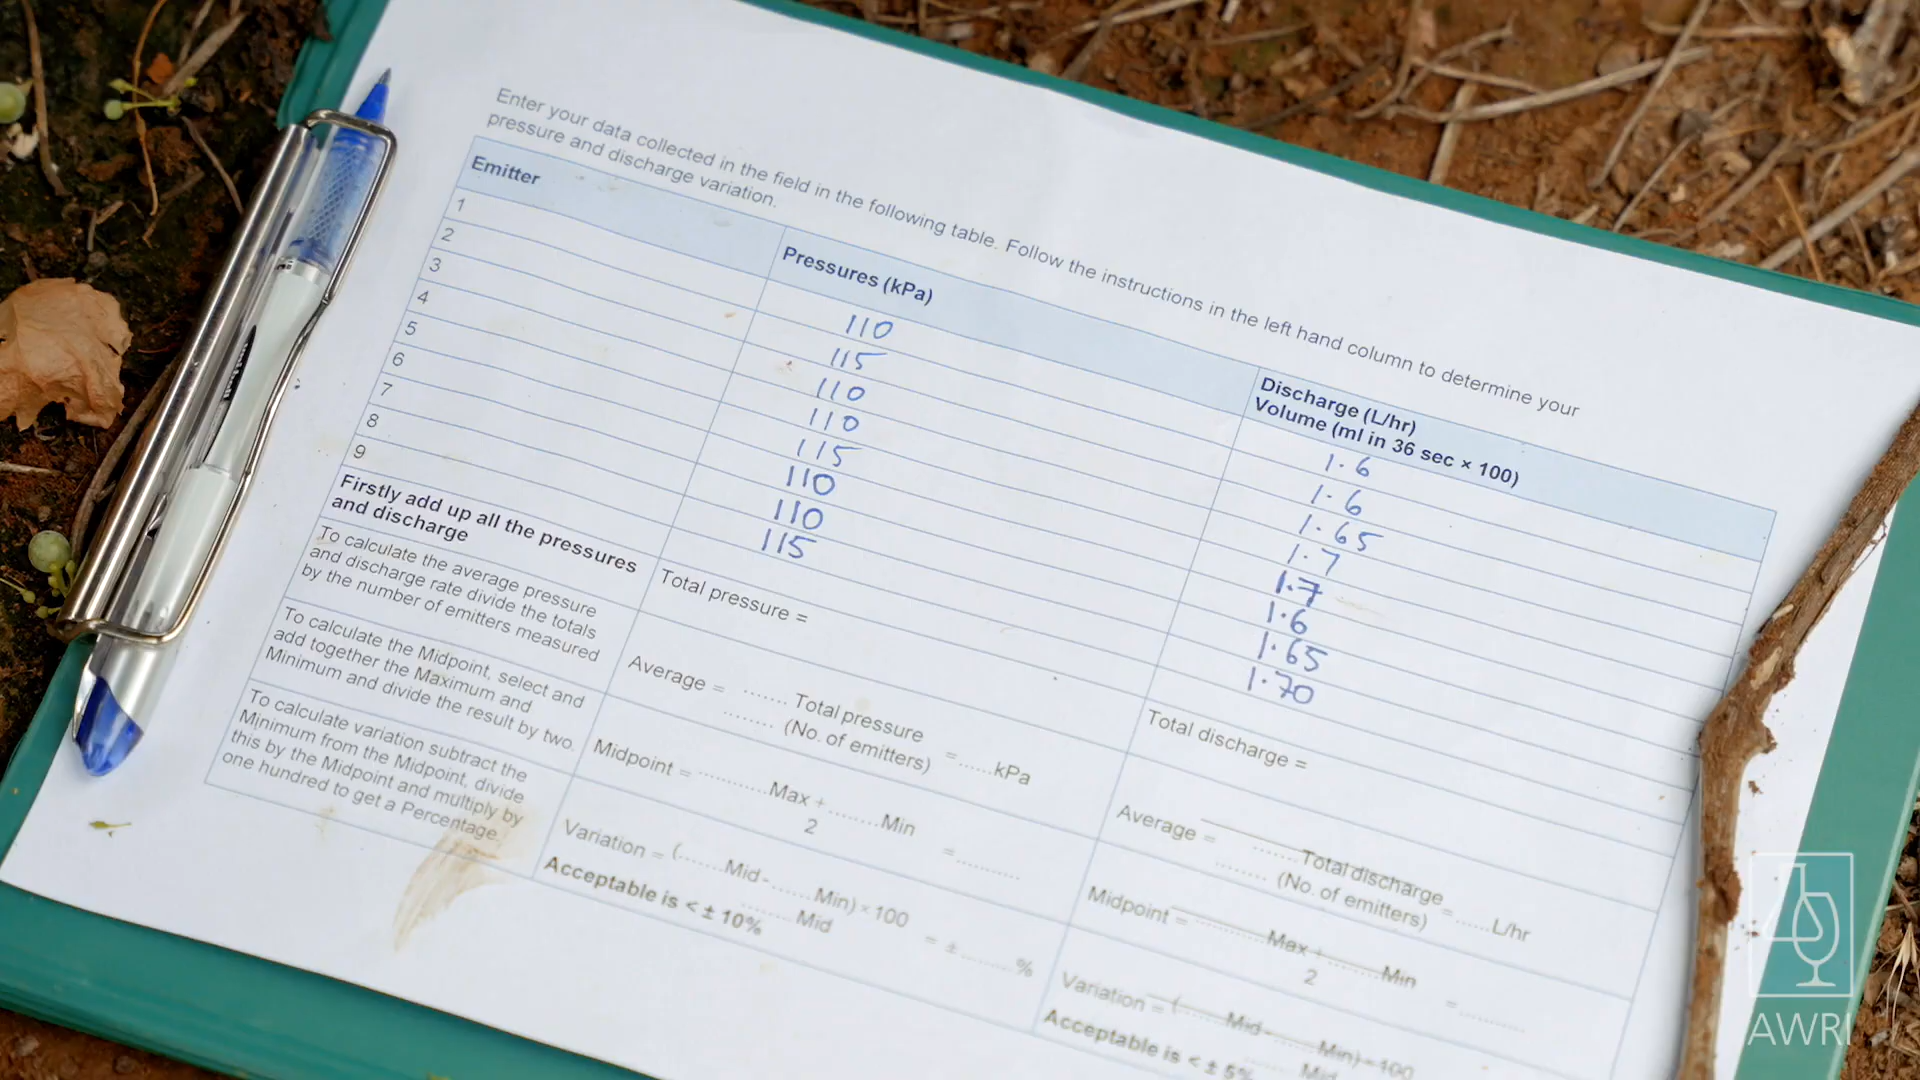 Enter your data collected in the field in the following table. Follow the instructions in the left hand column to determine your
pressure and discharge variation.
Emitter
Pressures (kPa)
Discharge (L/hr)
Volume (ml in 36 sec × 100)
1
110
1.6
2
115
1.6
3
110
1.65
4
110
1.7
5
115
1.7
6
110
1.6
7
110
1.65
8
115
1.70
9
Firstly add up all the pressures
and discharge
Total pressure =
Total discharge =
To calculate the average pressure
and discharge rate divide the totals
by the number of emitters measured
Average = ...... Total pressure
........ (No. of emitters)
= ......kPa
Average = ...... Total discharge
....... (No. of emitters)
= ......L/hr
To calculate the Midpoint, select and
add together the Maximum and
Minimum and divide the result by two.
Midpoint = .........Max + ........Min
2
= ..........
Midpoint = ............Max + .........Min
2
= ..........
To calculate variation subtract the
Minimum from the Midpoint, divide
this by the Midpoint and multiply by
one hundred to get a Percentage.
Variation = (......Mid - ......Min) × 100
........ Mid
= ± ......... %
Acceptable is < ± 10%
Variation = (......Mid - ......Min) × 100
Mid
Acceptable is < ± 5%
AWRI